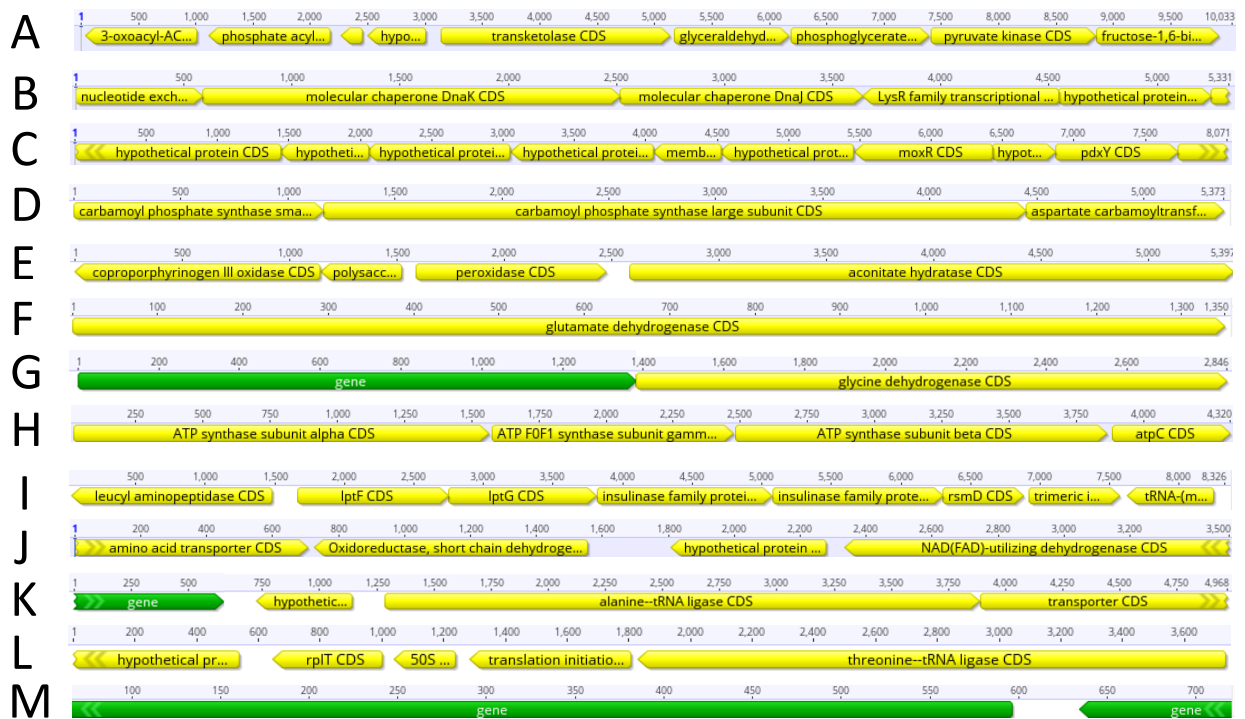 1 500 1,000 1,500 2,000 2,500 3,000 3,500 4,000 4,500 5,000 5,500 6,000 6,500 7,000 7,500 8,000 8,500 9,000 9,500 10,033
A 3-oxoacyl-AC... phosphate acyl... hypo... transketolase CDS glyceraldehyd... phosphoglycerate... pyruvate kinase CDS fructose-1,6-bi...
1 500 1,000 1,500 2,000 2,500 3,000 3,500 4,000 4,500 5,000 5,331
B nucleotide exch... molecular chaperone DnaK CDS molecular chaperone DnaJ CDS LysR family transcriptional ... hypothetical protein...
1 500 1,000 1,500 2,000 2,500 3,000 3,500 4,000 4,500 5,000 5,500 6,000 6,500 7,000 7,500 8,071
C hypothetical protein CDS hypotheti... hypothetical protei... hypothetical protei... memb... hypothetical prot... moxR CDS hypot... pdxY CDS
1 500 1,000 1,500 2,000 2,500 3,000 3,500 4,000 4,500 5,000 5,373
D carbamoyl phosphate synthase sma... carbamoyl phosphate synthase large subunit CDS aspartate carbamoyltransf...
1 500 1,000 1,500 2,000 2,500 3,000 3,500 4,000 4,500 5,000 5,397
E coproporphyrinogen III oxidase CDS polysacc... peroxidase CDS aconitate hydratase CDS
1 100 200 300 400 500 600 700 800 900 1,000 1,100 1,200 1,300 1,350
F glutamate dehydrogenase CDS
1 200 400 600 800 1,000 1,200 1,400 1,600 1,800 2,000 2,200 2,400 2,600 2,846
G gene glycine dehydrogenase CDS
250 500 750 1,000 1,250 1,500 1,750 2,000 2,250 2,500 2,750 3,000 3,250 3,500 3,750 4,000 4,320
H ATP synthase subunit alpha CDS ATP F0F1 synthase subunit gamm... ATP synthase subunit beta CDS atpC CDS
500 1,000 1,500 2,000 2,500 3,000 3,500 4,000 4,500 5,000 5,500 6,000 6,500 7,000 7,500 8,000 8,326
I leucyl aminopeptidase CDS lptF CDS lptG CDS insulinase family protei... insulinase family prote... rsmD CDS trimeric i... tRNA-(m...
1 200 400 600 800 1,000 1,200 1,400 1,600 1,800 2,000 2,200 2,400 2,600 2,800 3,000 3,200 3,500
J amino acid transporter CDS Oxidoreductase, short chain dehydroge... hypothetical protein ... NAD(FAD)-utilizing dehydrogenase CDS
1 250 500 750 1,000 1,250 1,500 1,750 2,000 2,250 2,500 2,750 3,000 3,250 3,500 3,750 4,000 4,250 4,500 4,750 4,968
K gene hypothetic... alanine--tRNA ligase CDS transporter CDS
1 200 400 600 800 1,000 1,200 1,400 1,600 1,800 2,000 2,200 2,400 2,600 2,800 3,000 3,200 3,400 3,600
L hypothetical pr... rplT CDS 50S ... translation initiatio... threonine--tRNA ligase CDS
100 150 200 250 300 350 400 450 500 550 600 650 700
M gene gene